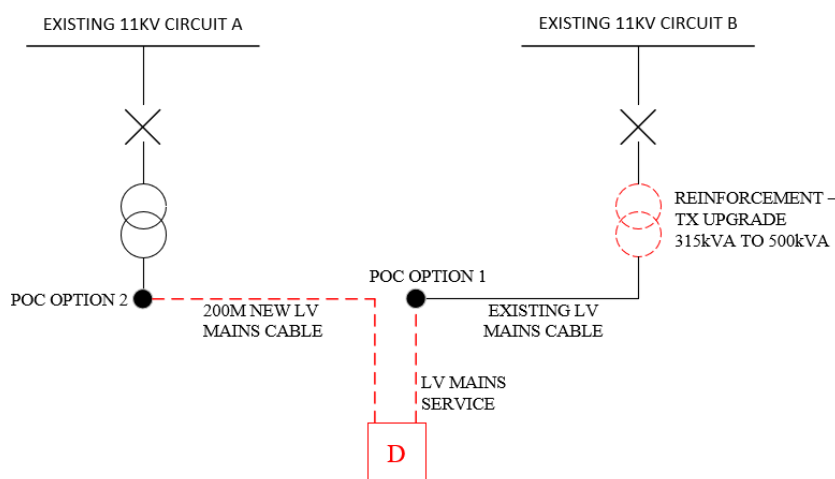 EXISTING 11KV CIRCUIT A
EXISTING 11KV CIRCUIT B
REINFORCEMENT –
TX UPGRADE
315kVA TO 500kVA
POC OPTION 1
POC OPTION 2
200M NEW LV
MAINS CABLE
EXISTING LV
MAINS CABLE
LV MAINS
SERVICE
D